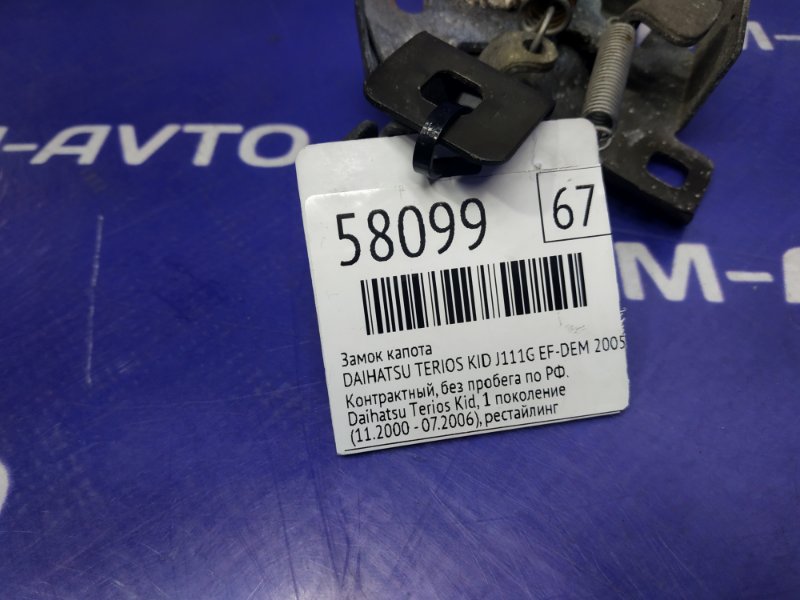 M-AVTO
58099
67
Замок капота
DAIHATSU TERIOS KID J111G EF-DEM 2005
Контрактный, без пробега по РФ.
Daihatsu Terios Kid, 1 поколение
(11.2000 - 07.2006), рестайлинг
M-